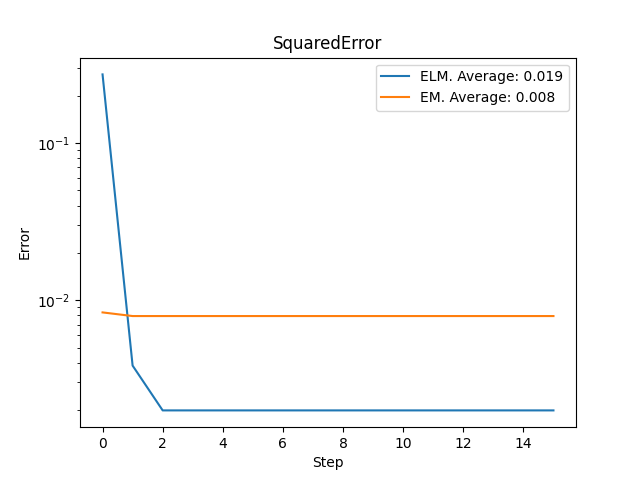 SquaredError
ELM. Average: 0.019
EM. Average: 0.008
10⁻¹
10⁻²
Error
0 2 4 6 8 10 12 14
Step